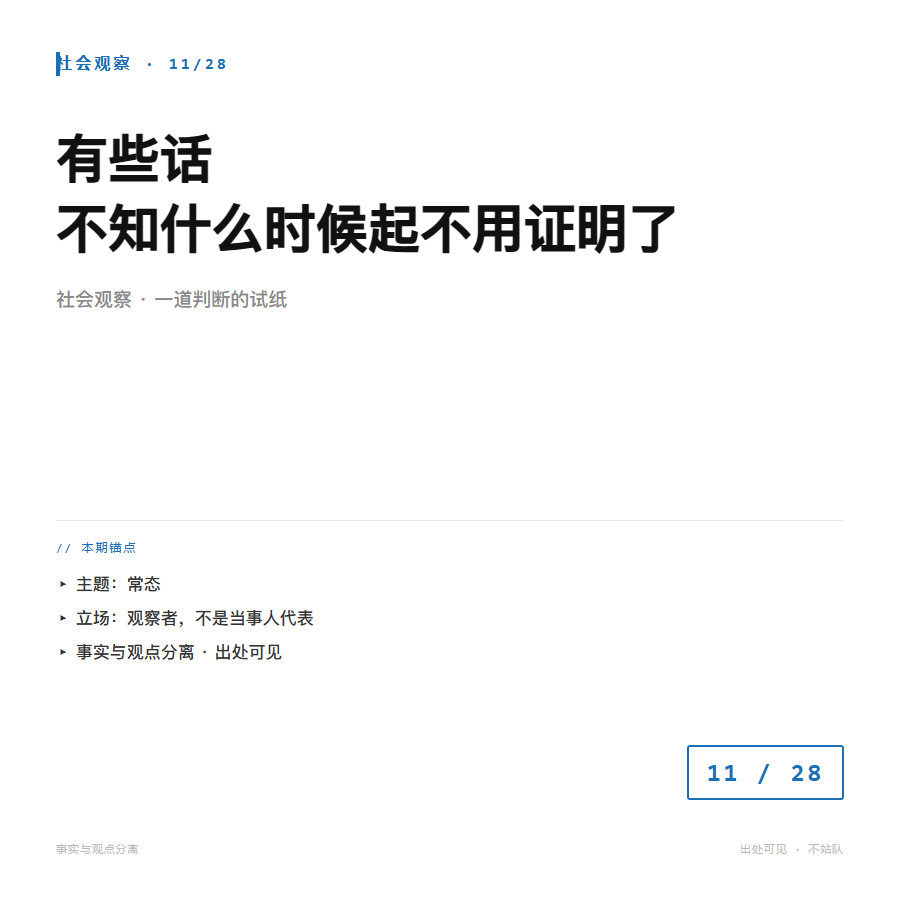 社会观察 · 11/28
有些话
不知什么时候起不用证明了
社会观察 · 一道判断的试纸
// 本期锚点
▸ 主题：常态
▸ 立场：观察者，不是当事人代表
▸ 事实与观点分离 · 出处可见
11 / 28
事实与观点分离
出处可见 · 不站队